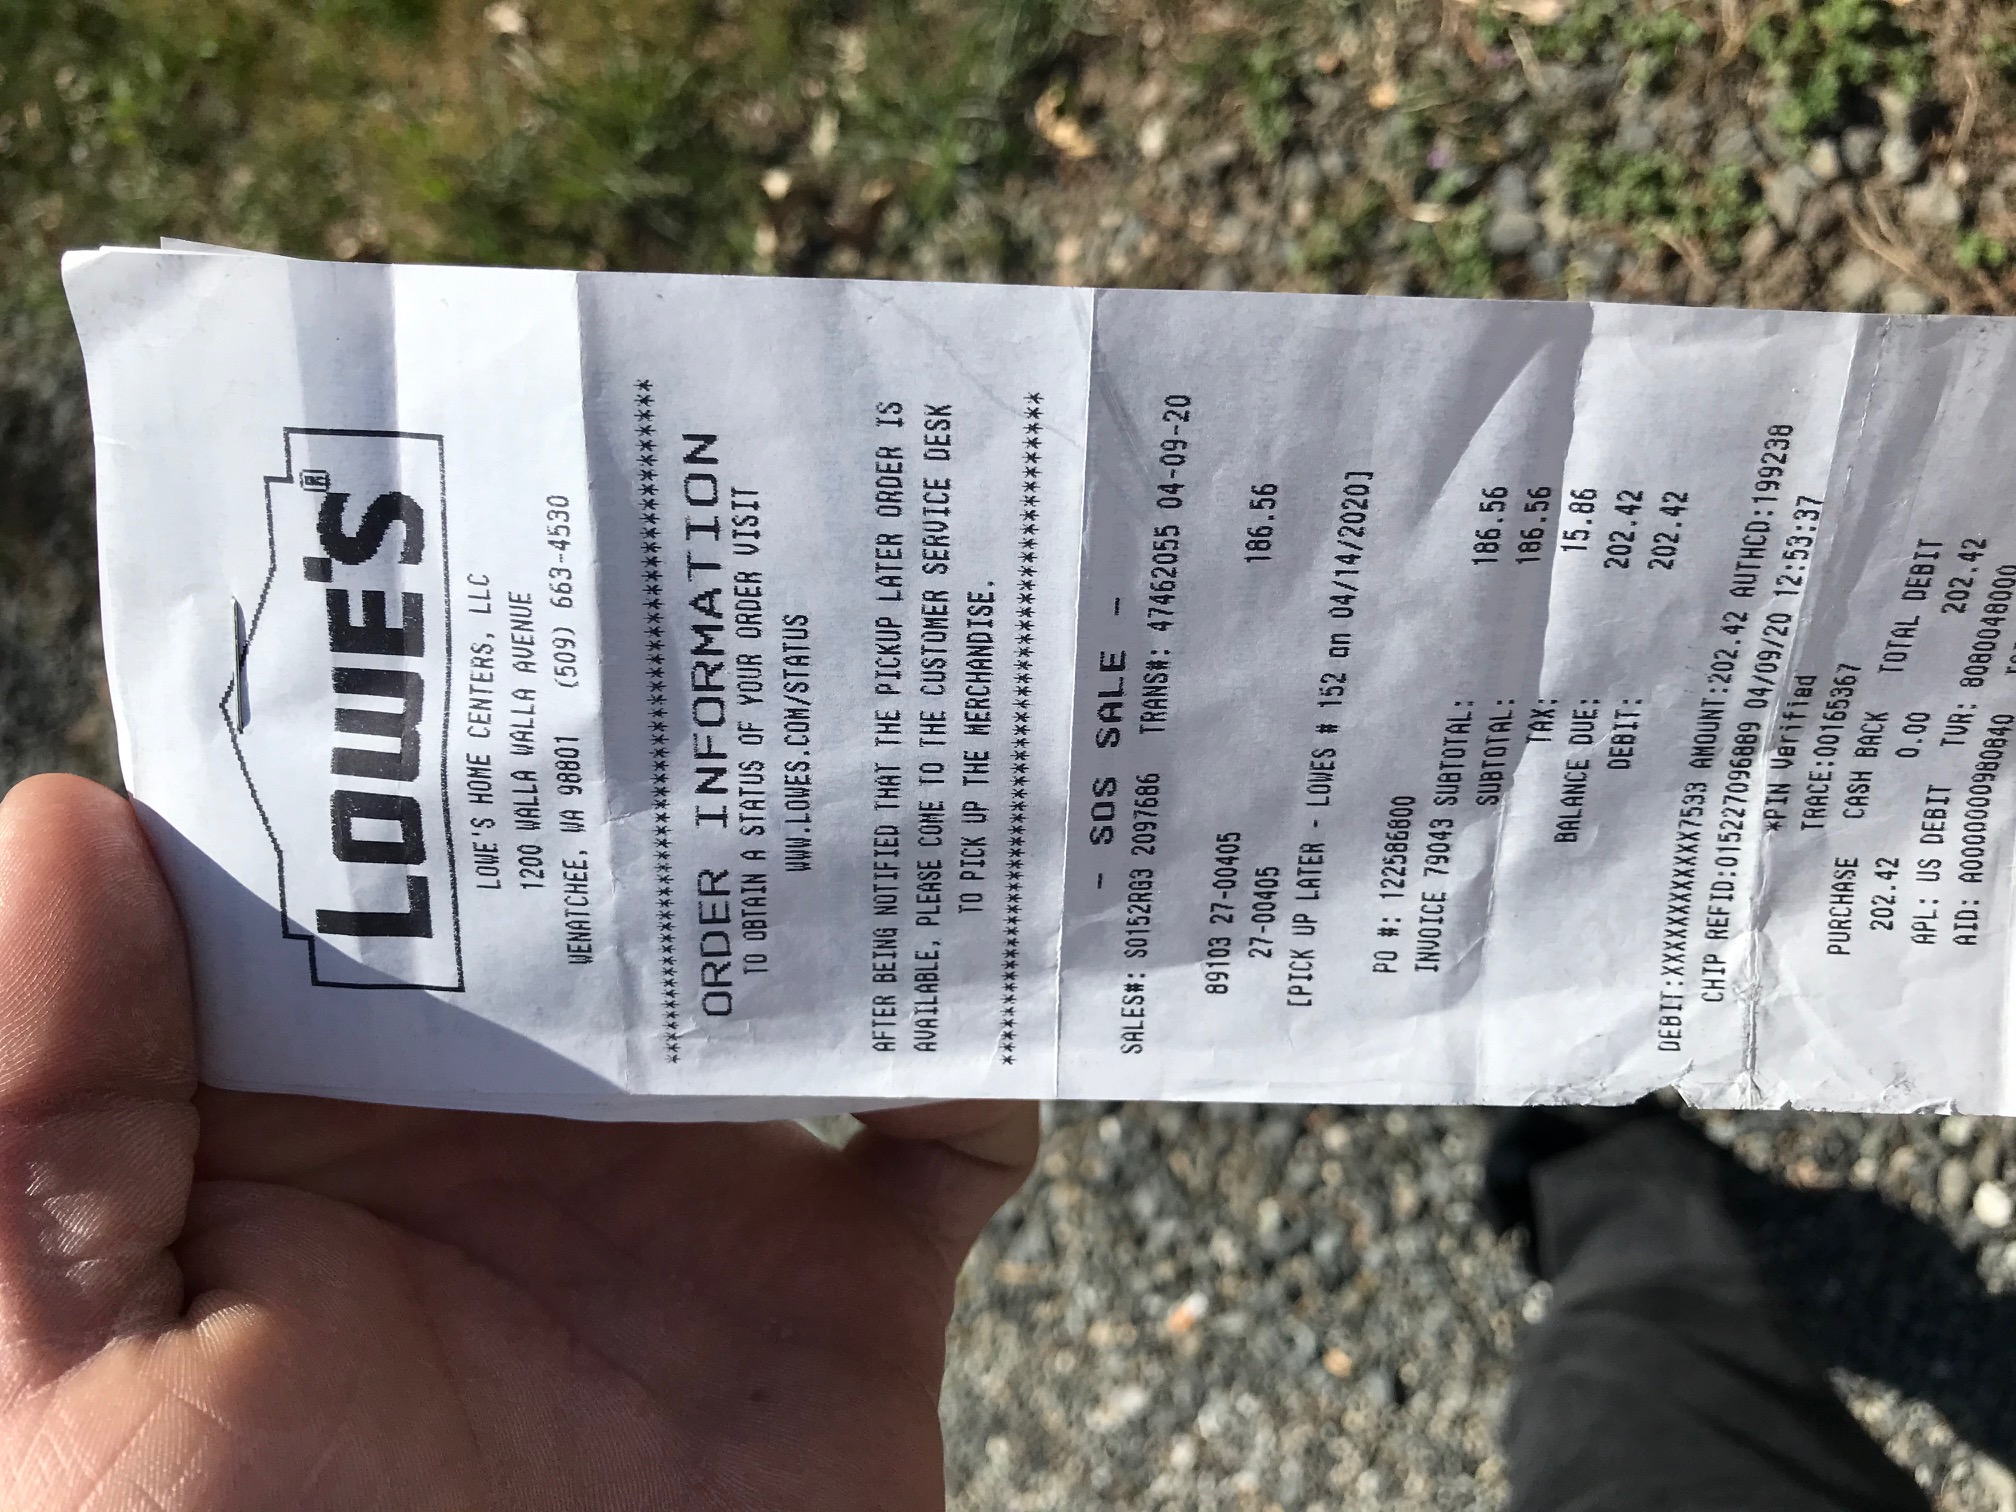 LOWE'S®
LOWE'S HOME CENTERS, LLC
1200 WALLA WALLA AVENUE
WENATCHEE, WA 98801 (509) 663-4530
**************************************************
ORDER INFORMATION
TO OBTAIN A STATUS OF YOUR ORDER VISIT
WWW.LOWES.COM/STATUS
AFTER BEING NOTIFIED THAT THE PICKUP LATER ORDER IS
AVAILABLE, PLEASE COME TO THE CUSTOMER SERVICE DESK
TO PICK UP THE MERCHANDISE.
**************************************************
- SOS SALE -
SALES#: S0152RG3 2097686 TRANS#: 47462055 04-09-20
89103 27-00405
27-00405 186.56
[PICK UP LATER - LOWES # 152 on 04/14/2020]
PO #: 122586800
INVOICE 79043 SUBTOTAL: 186.56
SUBTOTAL: 186.56
TAX: 15.86
BALANCE DUE: 202.42
DEBIT: 202.42
DEBIT:XXXXXXXXXXXX7533 AMOUNT:202.42 AUTHCD:199238
CHIP REFID:015227096889 04/09/20 12:53:37
*PIN Verified
TRACE:00165367
PURCHASE CASH BACK TOTAL DEBIT
202.42 0.00 202.42
APL: US DEBIT TVR: 8080048000
AID: A0000000980840